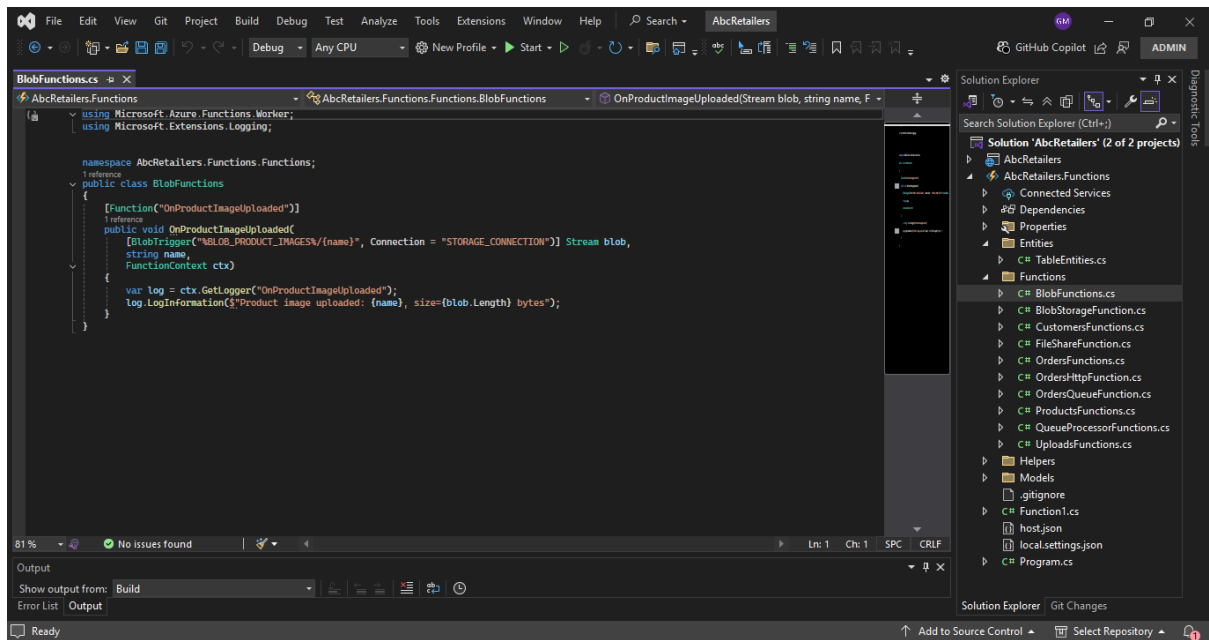 File Edit View Git Project Build Debug Test Analyze Tools Extensions Window Help Search AbcRetailers GM
Debug Any CPU New Profile Start GitHub Copilot ADMIN
BlobFunctions.cs
AbcRetailers.Functions AbcRetailers.Functions.Functions.BlobFunctions OnProductImageUploaded(Stream blob, string name, F
using Microsoft.Azure.Functions.Worker;
using Microsoft.Extensions.Logging;
namespace AbcRetailers.Functions.Functions;
1 reference
public class BlobFunctions
{
[Function("OnProductImageUploaded")]
1 reference
public void OnProductImageUploaded(
[BlobTrigger("%BLOB_PRODUCT_IMAGES%/{name}", Connection = "STORAGE_CONNECTION")] Stream blob,
string name,
FunctionContext ctx)
{
var log = ctx.GetLogger("OnProductImageUploaded");
log.LogInformation($"Product image uploaded: {name}, size={blob.Length} bytes");
}
}
81 % No issues found Ln: 1 Ch: 1 SPC CRLF
Output
Show output from: Build
Error List Output
Solution Explorer
Search Solution Explorer (Ctrl+;)
Solution 'AbcRetailers' (2 of 2 projects)
AbcRetailers
AbcRetailers.Functions
Connected Services
Dependencies
Properties
Entities
C# TableEntities.cs
Functions
C# BlobFunctions.cs
C# BlobStorageFunction.cs
C# CustomersFunctions.cs
C# FileShareFunction.cs
C# OrdersFunctions.cs
C# OrdersHttpFunction.cs
C# OrdersQueueFunction.cs
C# ProductsFunctions.cs
C# QueueProcessorFunctions.cs
C# UploadsFunctions.cs
Helpers
Models
.gitignore
C# Function1.cs
host.json
local.settings.json
C# Program.cs
Solution Explorer Git Changes
Diagnostic Tools
Ready Add to Source Control Select Repository 1